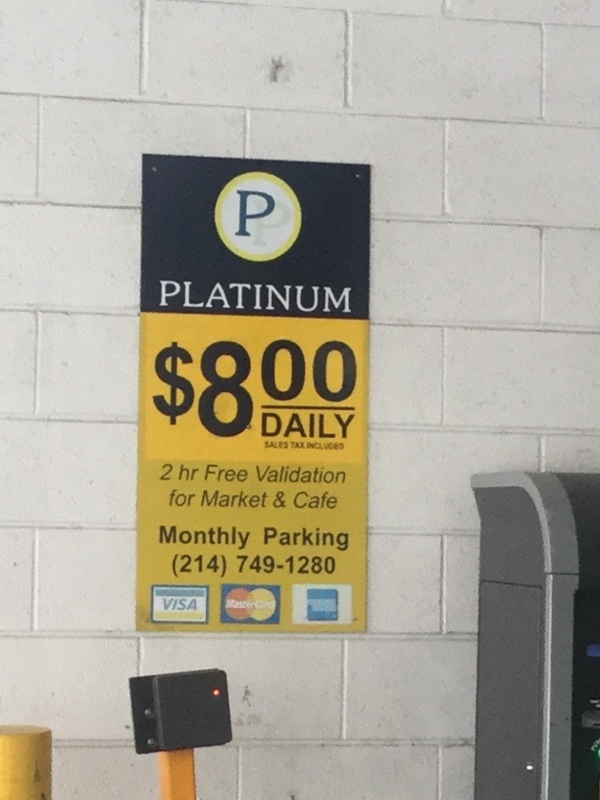 P
PLATINUM
$8.00
DAILY
SALES TAX INCLUDED
2 hr Free Validation
for Market & Cafe
Monthly Parking
(214) 749-1280
VISA MasterCard